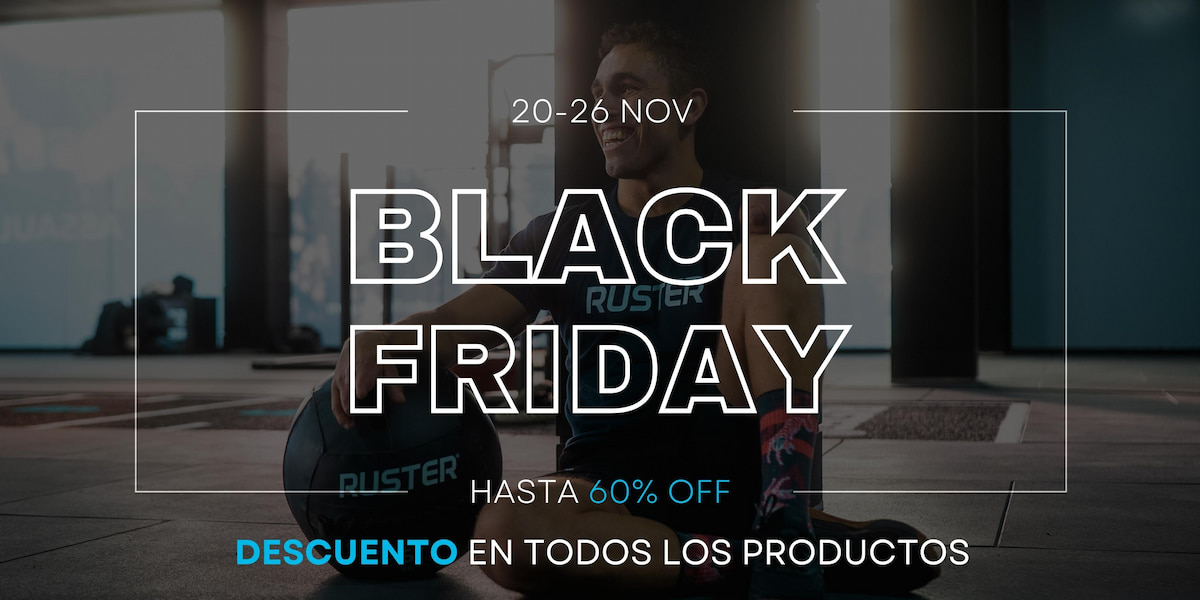 20-26 NOV
BLACK
RUSTER
FRIDAY
RUSTER
HASTA 60% OFF
DESCUENTO EN TODOS LOS PRODUCTOS